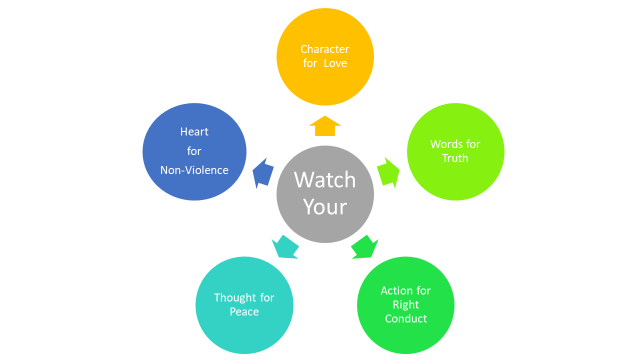 Character
for Love
Heart
for
Non-Violence
Words for
Truth
Watch
Your
Thought for
Peace
Action for
Right
Conduct